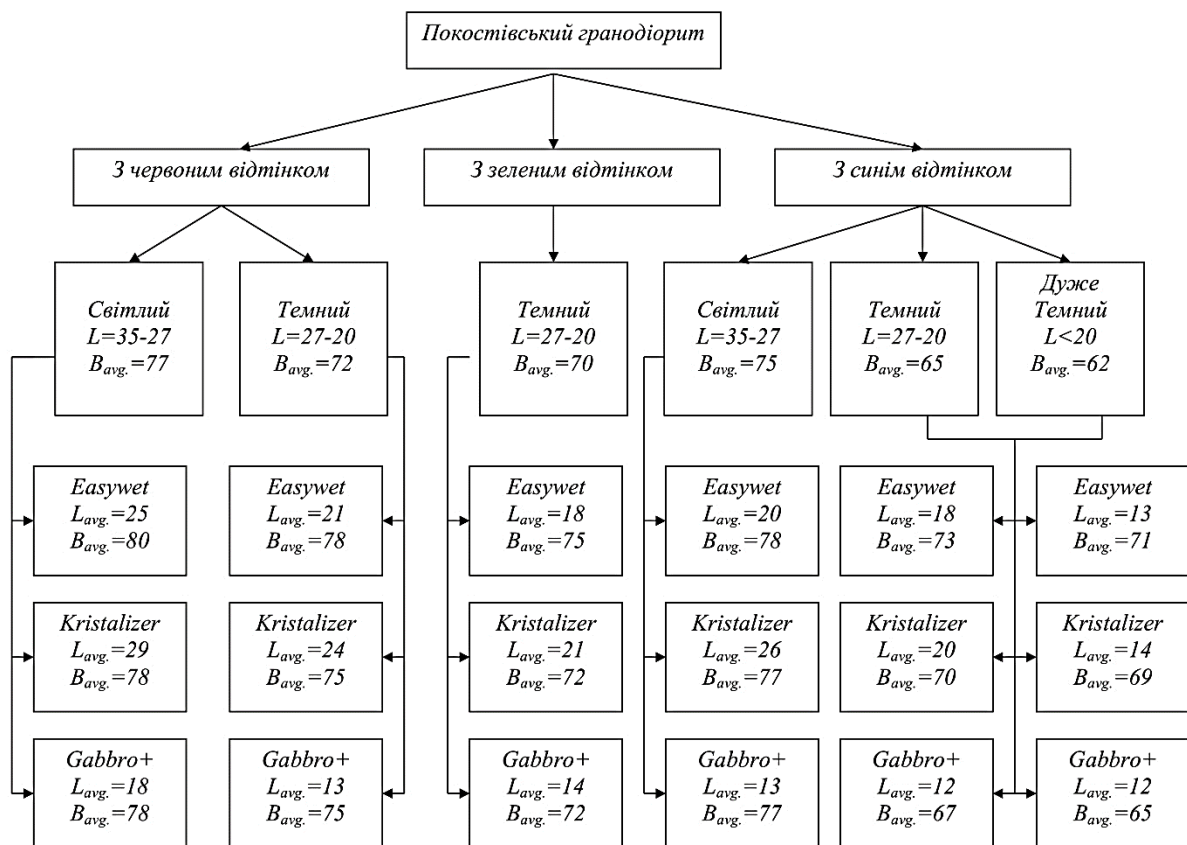 Покостівський гранодіорит
З червоним відтінком
З зеленим відтінком
З синім відтінком
Світлий
L=35-27
Bavg.=77
Темний
L=27-20
Bavg.=72
Темний
L=27-20
Bavg.=70
Світлий
L=35-27
Bavg.=75
Темний
L=27-20
Bavg.=65
Дуже
Темний
L<20
Bavg.=62
Easywet
Lavg.=25
Bavg.=80
Easywet
Lavg.=21
Bavg.=78
Easywet
Lavg.=18
Bavg.=75
Easywet
Lavg.=20
Bavg.=78
Easywet
Lavg.=18
Bavg.=73
Easywet
Lavg.=13
Bavg.=71
Kristalizer
Lavg.=29
Bavg.=78
Kristalizer
Lavg.=24
Bavg.=75
Kristalizer
Lavg.=21
Bavg.=72
Kristalizer
Lavg.=26
Bavg.=77
Kristalizer
Lavg.=20
Bavg.=70
Kristalizer
Lavg.=14
Bavg.=69
Gabbro+
Lavg.=18
Bavg.=78
Gabbro+
Lavg.=13
Bavg.=75
Gabbro+
Lavg.=14
Bavg.=72
Gabbro+
Lavg.=13
Bavg.=77
Gabbro+
Lavg.=12
Bavg.=67
Gabbro+
Lavg.=12
Bavg.=65